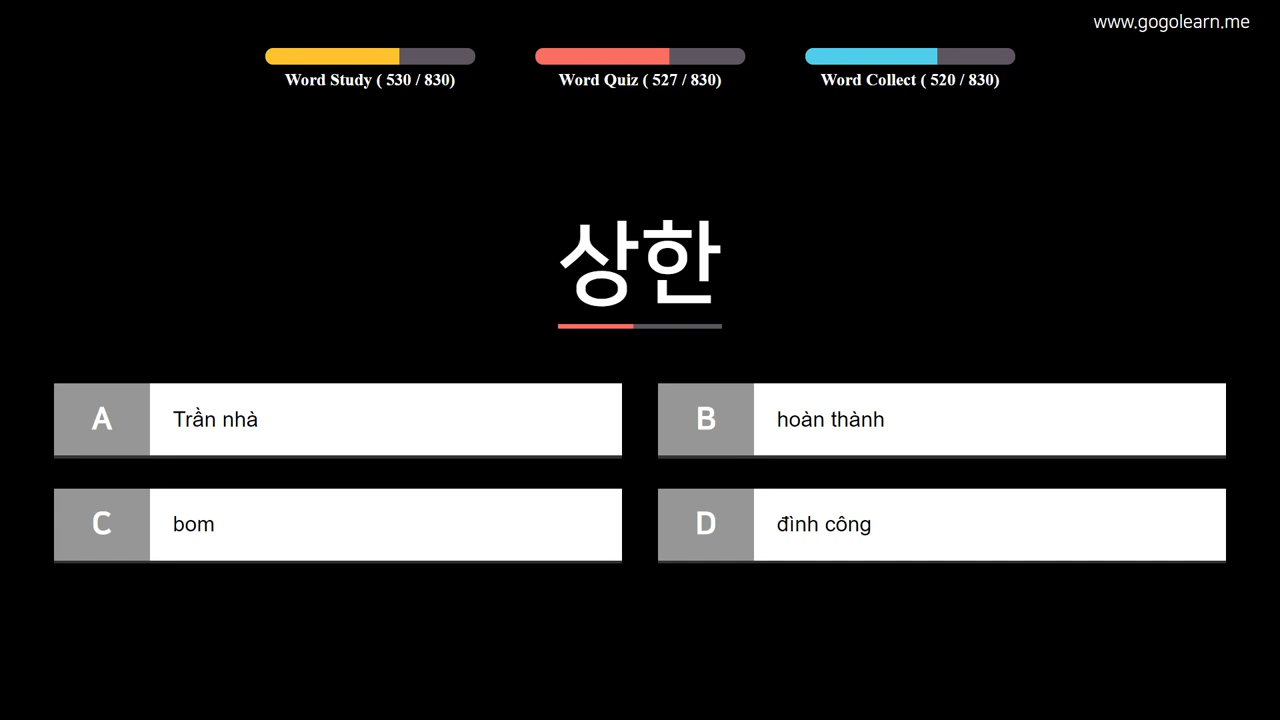 www.gogolearn.me
Word Study ( 530 / 830)
Word Quiz ( 527 / 830)
Word Collect ( 520 / 830)
상한
A Trần nhà
B hoàn thành
C bom
D đình công